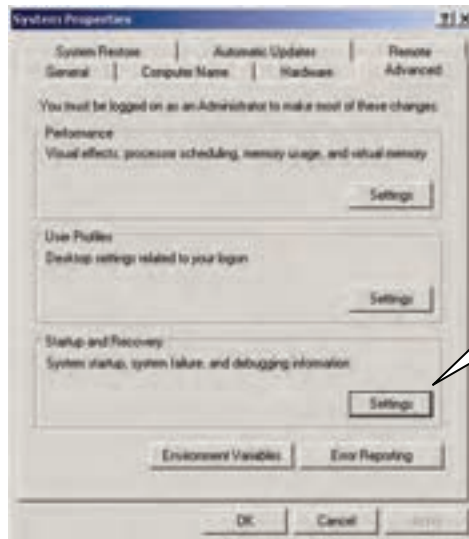 System Properties
System Restore Automatic Updates Remote
General Computer Name Hardware Advanced
You must be logged on as an Administrator to make most of these changes.
Performance
Visual effects, processor scheduling, memory usage, and virtual memory
Settings
User Profiles
Desktop settings related to your logon
Settings
Startup and Recovery
System startup, system failure, and debugging information
Settings
Environment Variables Error Reporting
OK Cancel Apply